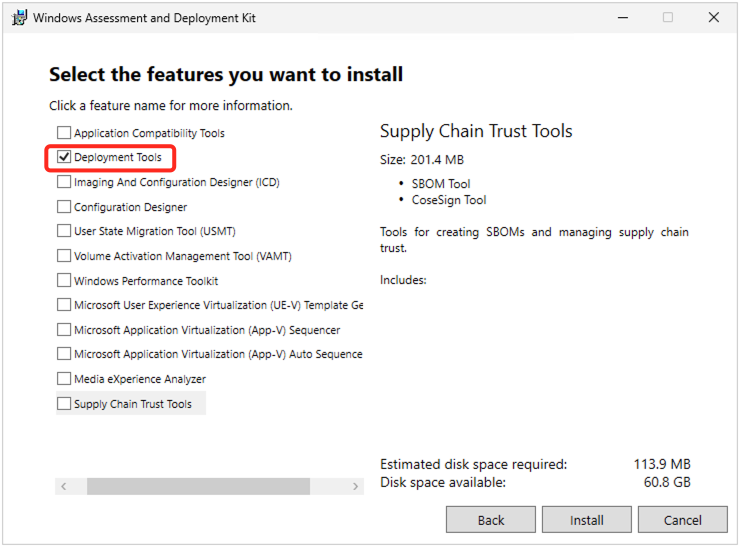 Windows Assessment and Deployment Kit
Select the features you want to install
Click a feature name for more information.
Application Compatibility Tools
Deployment Tools
Imaging And Configuration Designer (ICD)
Configuration Designer
User State Migration Tool (USMT)
Volume Activation Management Tool (VAMT)
Windows Performance Toolkit
Microsoft User Experience Virtualization (UE-V) Template Ge
Microsoft Application Virtualization (App-V) Sequencer
Microsoft Application Virtualization (App-V) Auto Sequence
Media eXperience Analyzer
Supply Chain Trust Tools
Supply Chain Trust Tools
Size: 201.4 MB
• SBOM Tool
• CoseSign Tool
Tools for creating SBOMs and managing supply chain
trust.
Includes:
Estimated disk space required: 113.9 MB
Disk space available: 60.8 GB
Back Install Cancel